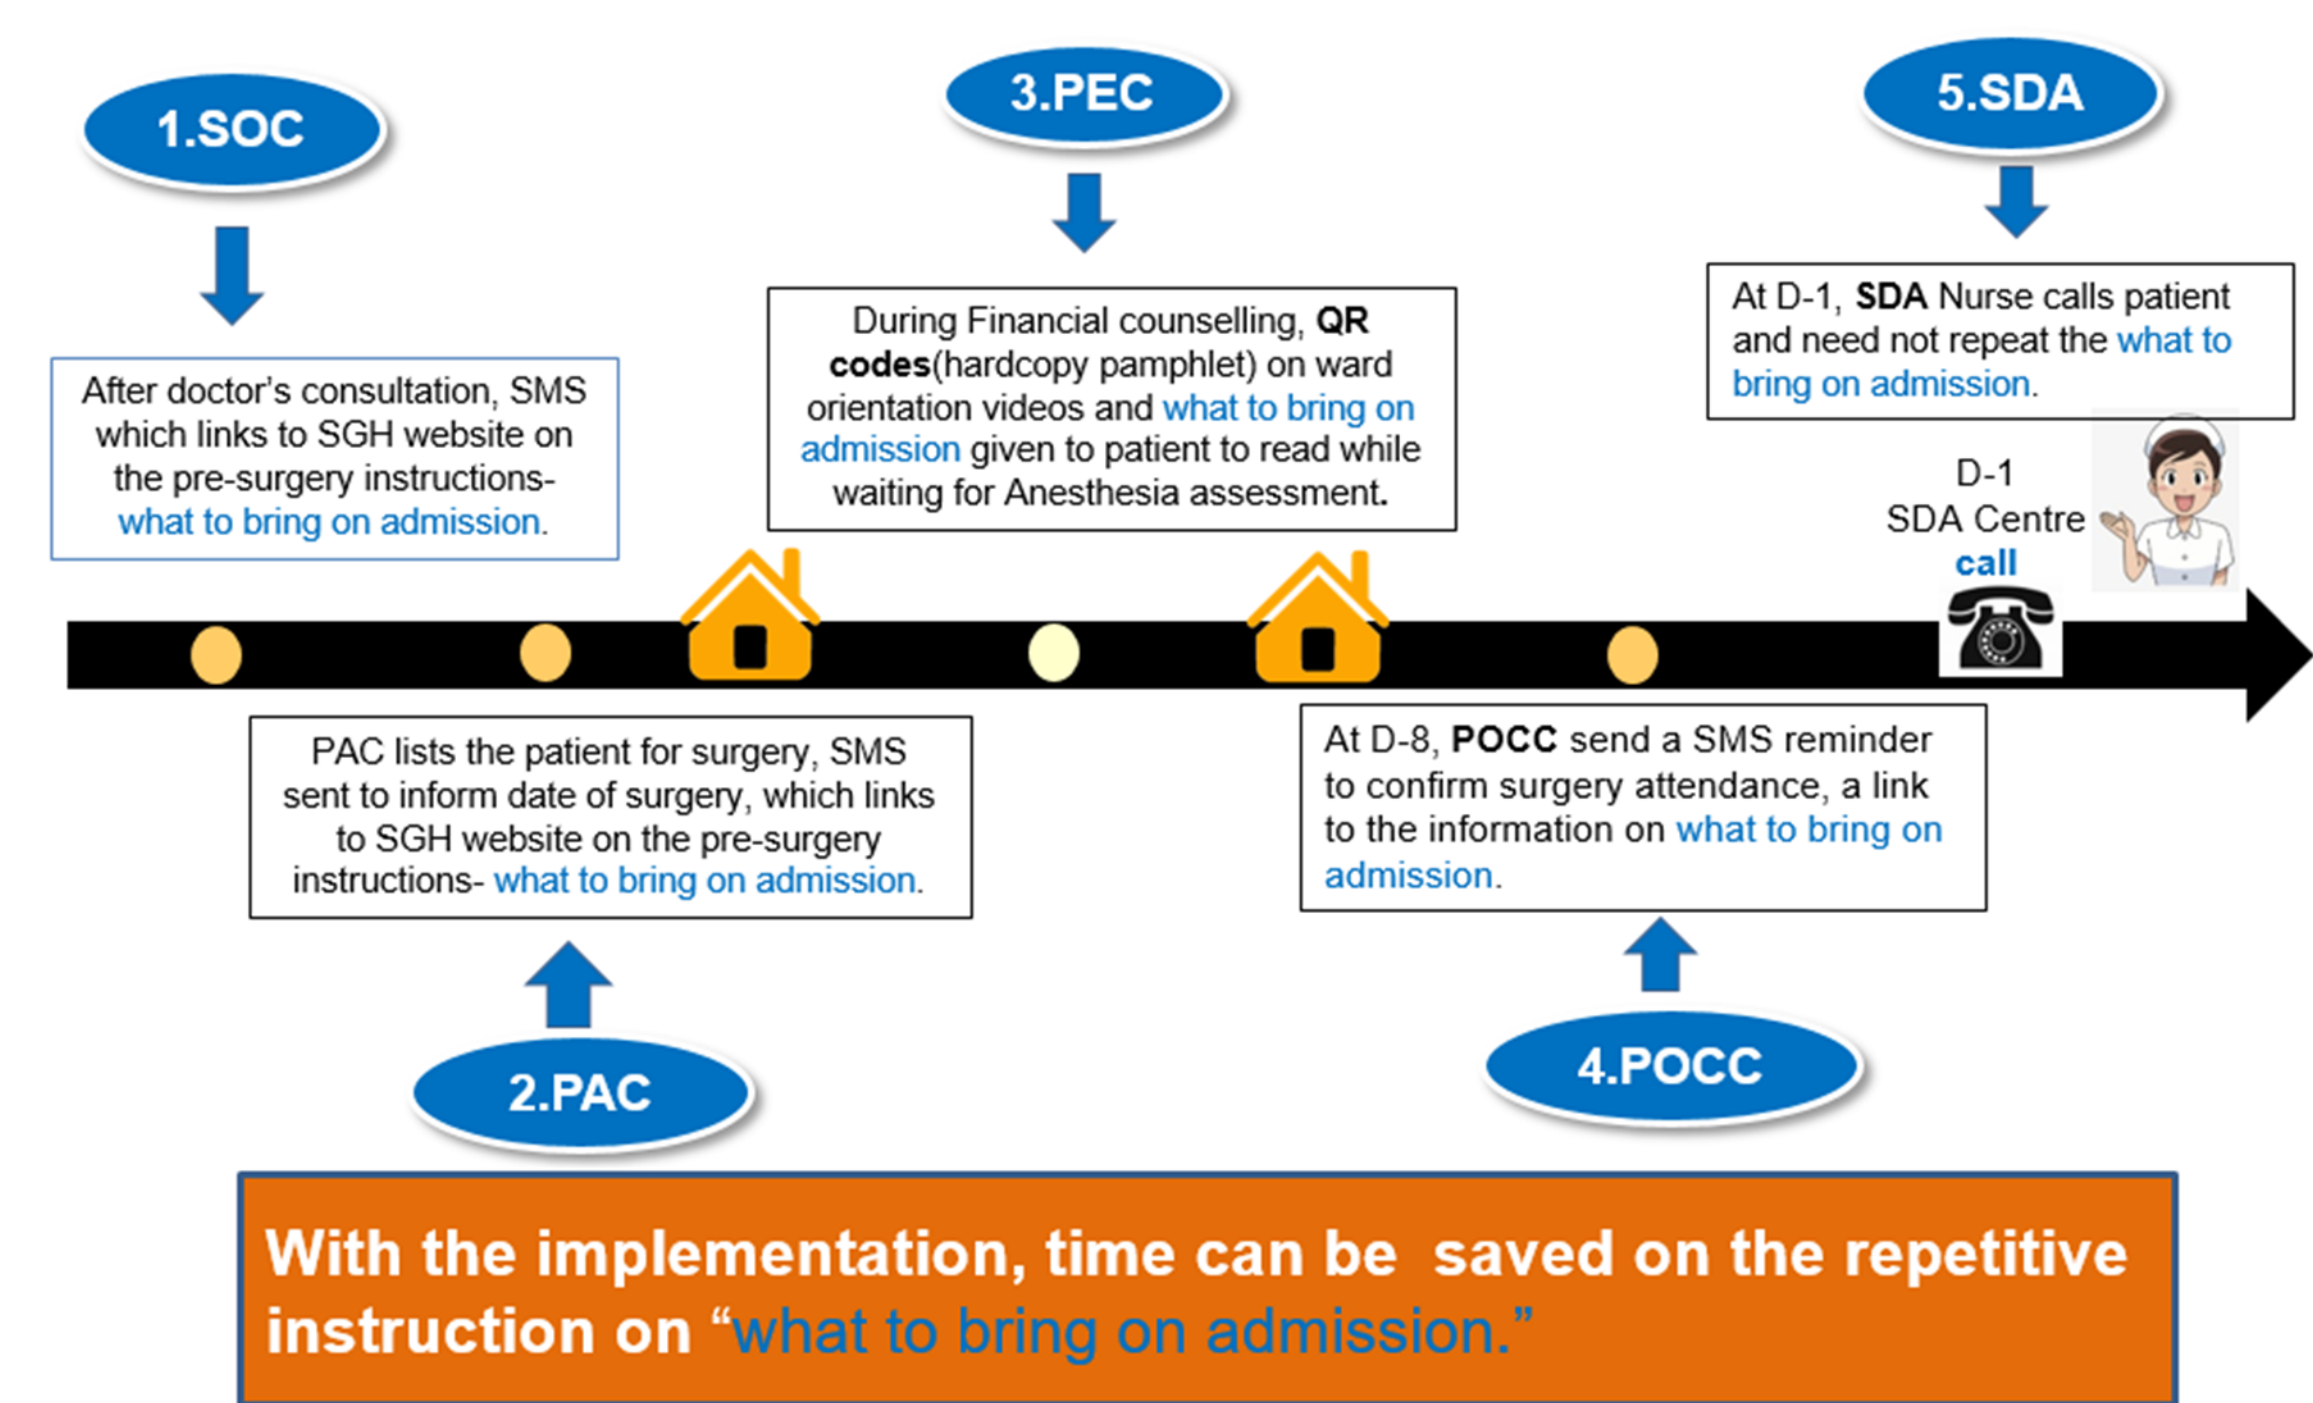 1.SOC
After doctor's consultation, SMS
which links to SGH website on
the pre-surgery instructions-
what to bring on admission.
PAC lists the patient for surgery, SMS
sent to inform date of surgery, which links
to SGH website on the pre-surgery
instructions- what to bring on admission.
2.PAC
3.PEC
During Financial counselling, QR
codes(hardcopy pamphlet) on ward
orientation videos and what to bring on
admission given to patient to read while
waiting for Anesthesia assessment.
At D-8, POCC send a SMS reminder
to confirm surgery attendance, a link
to the information on what to bring on
admission.
4.POCC
5.SDA
At D-1, SDA Nurse calls patient
and need not repeat the what to
bring on admission.
D-1
SDA Centre
call
With the implementation, time can be  saved on the repetitive
instruction on “what to bring on admission.”